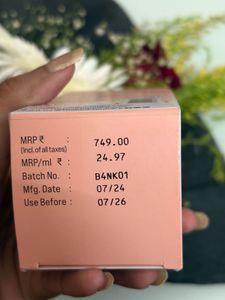 MRP ₹ : 749.00
(Incl. of all taxes)
MRP/ml ₹ : 24.97
Batch No. : B4NK01
Mfg. Date : 07/24
Use Before : 07/26